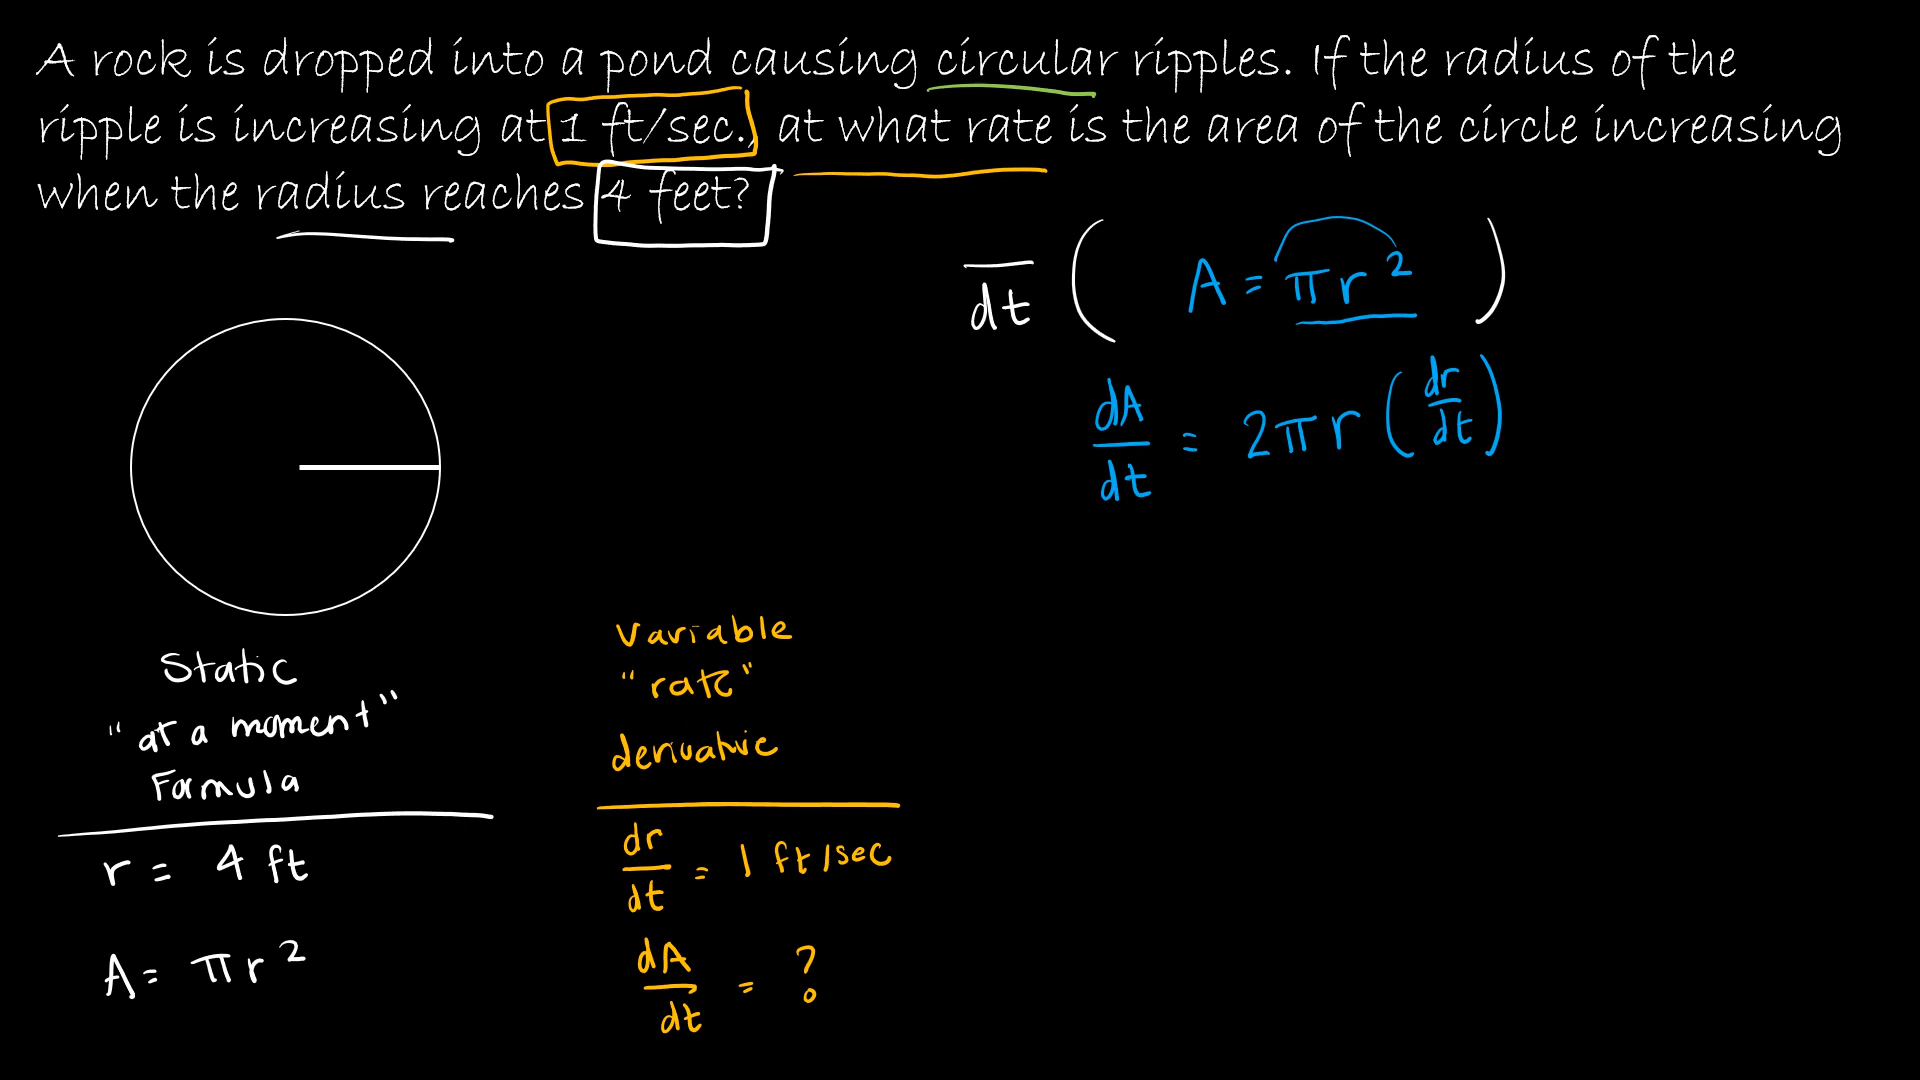 A rock is dropped into a pond causing circular ripples. If the radius of the
ripple is increasing at 1 ft/sec., at what rate is the area of the circle increasing
when the radius reaches 4 feet?
—/dt ( A = πr² )
dA/dt = 2πr (dr/dt)
Static
"at a moment"
Formula
r = 4 ft
A = πr²
Variable
"rate"
derivative
dr/dt = 1 ft/sec
dA/dt = ?